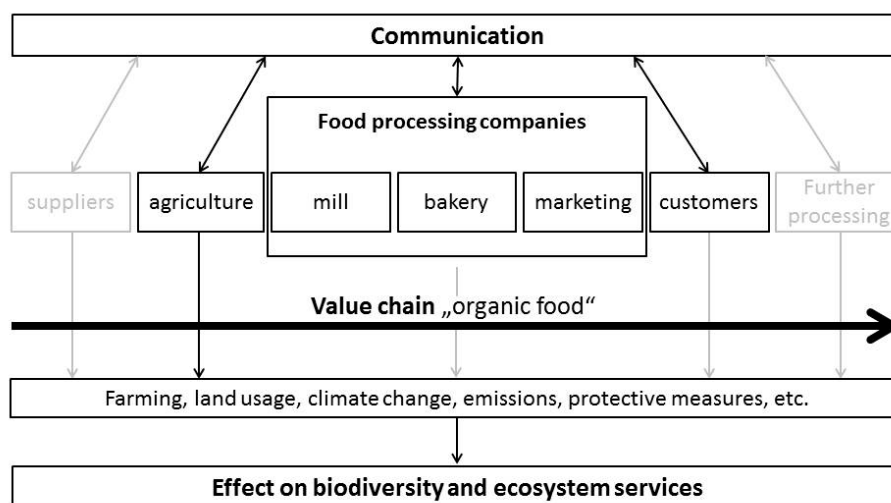 Communication
Food processing companies
suppliers
agriculture
mill
bakery
marketing
customers
Further
processing
Value chain „organic food“
Farming, land usage, climate change, emissions, protective measures, etc.
Effect on biodiversity and ecosystem services